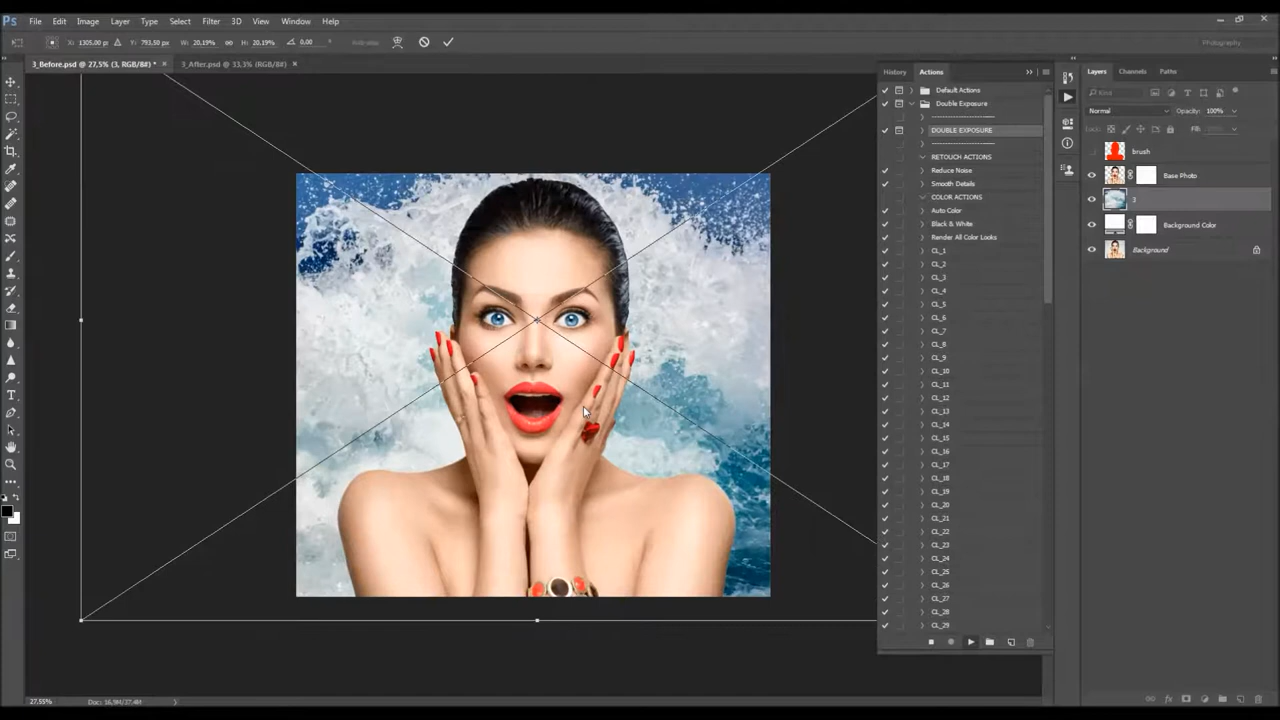 Ps File Edit Image Layer Type Select Filter 3D View Window Help
X: 1305.00 px Y: 793,50 px W: 20,19% H: 20,19% 0.00 Photography
3_Before.psd @ 27,5% (3, RGB/8#) * × 3_After.psd @ 33,3% (RGB/8#) ×
History Actions
Default Actions
Double Exposure
----------------------
DOUBLE EXPOSURE
----------------------
RETOUCH ACTIONS
Reduce Noise
Smooth Details
COLOR ACTIONS
Auto Color
Black & White
Render All Color Looks
CL_1
CL_2
CL_3
CL_4
CL_5
CL_6
CL_7
CL_8
CL_9
CL_10
CL_11
CL_12
CL_13
CL_14
CL_15
CL_16
CL_17
CL_18
CL_19
CL_20
CL_21
CL_22
CL_23
CL_24
CL_25
CL_26
CL_27
CL_28
CL_29
Layers Channels Paths
Kind
Normal Opacity: 100%
Lock: Fill:
brush
Base Photo
3
Background Color
Background
27,55% Doc: 16,9M/37,4M